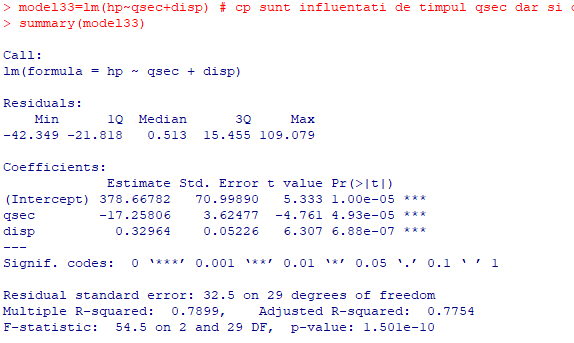 > model33=lm(hp~qsec+disp) # cp sunt influentati de timpul qsec dar si
> summary(model33)
Call:
lm(formula = hp ~ qsec + disp)
Residuals:
    Min      1Q  Median      3Q     Max
-42.349 -21.818   0.513  15.455 109.079
Coefficients:
             Estimate Std. Error t value Pr(>|t|)
(Intercept) 378.66782   70.99890   5.333 1.00e-05 ***
qsec        -17.25806    3.62477  -4.761 4.93e-05 ***
disp          0.32964    0.05226   6.307 6.88e-07 ***
---
Signif. codes:  0 ‘***’ 0.001 ‘**’ 0.01 ‘*’ 0.05 ‘.’ 0.1 ‘ ’ 1
Residual standard error: 32.5 on 29 degrees of freedom
Multiple R-squared:  0.7899,    Adjusted R-squared:  0.7754
F-statistic:  54.5 on 2 and 29 DF,  p-value: 1.501e-10